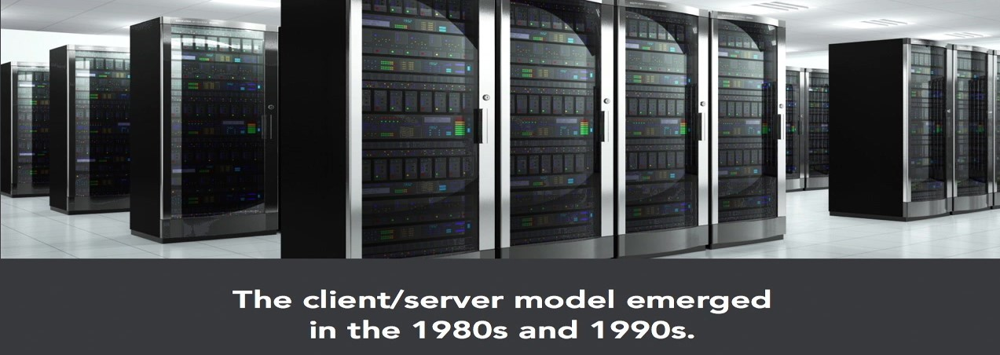 The client/server model emerged
in the 1980s and 1990s.